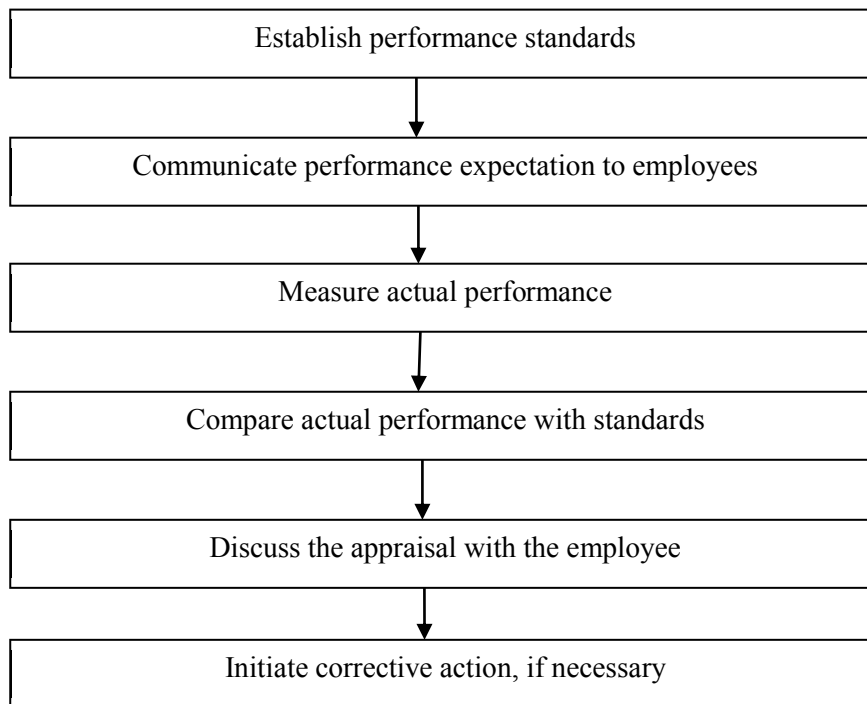 Establish performance standards
Communicate performance expectation to employees
Measure actual performance
Compare actual performance with standards
Discuss the appraisal with the employee
Initiate corrective action, if necessary